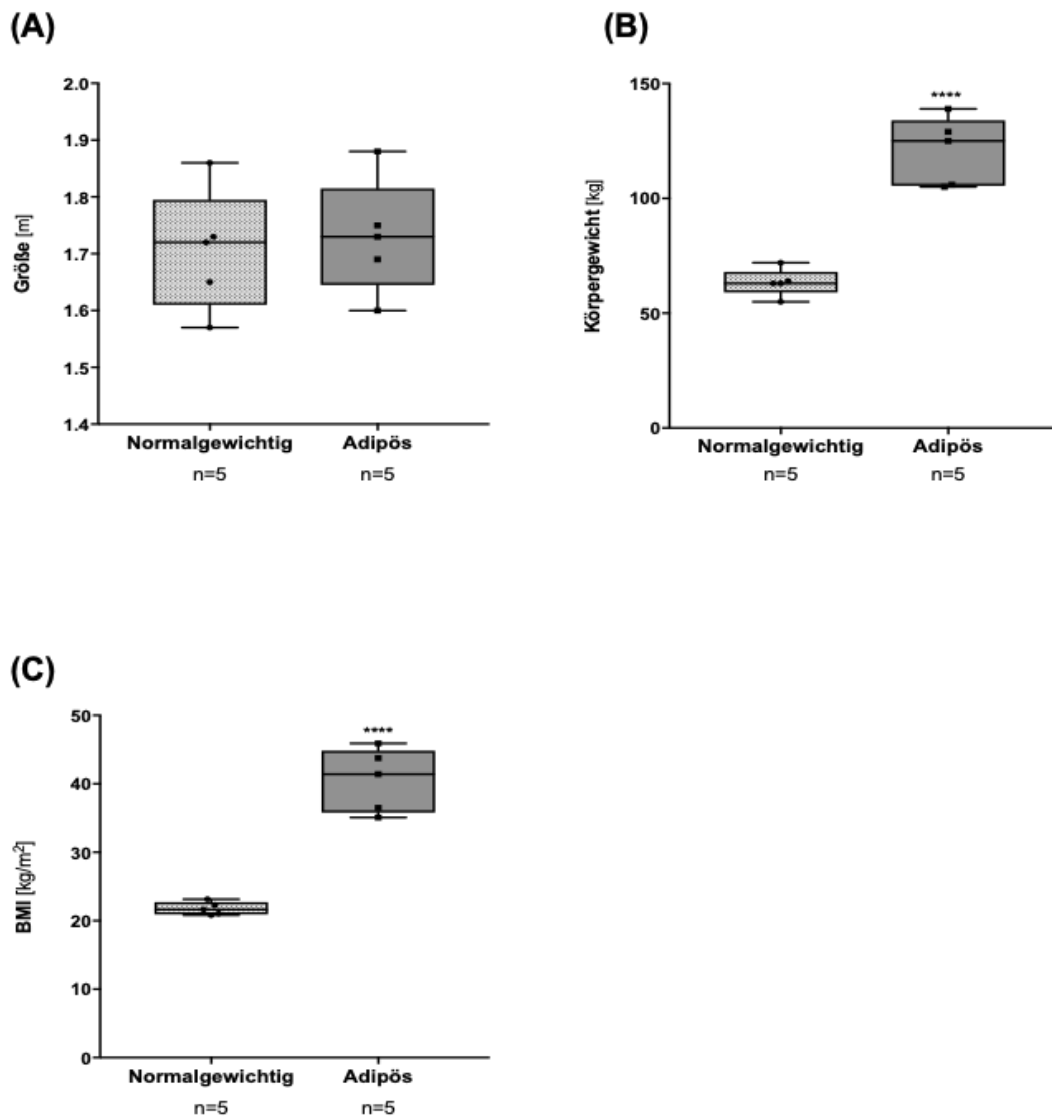 (A)
2.0
1.9
1.8
1.7
1.6
1.5
1.4
Größe [m]
Normalgewichtig
n=5
Adipös
n=5
(B)
150
100
50
0
Körpergewicht [kg]
****
Normalgewichtig
n=5
Adipös
n=5
(C)
50
40
30
20
10
0
BMI [kg/m²]
****
Normalgewichtig
n=5
Adipös
n=5